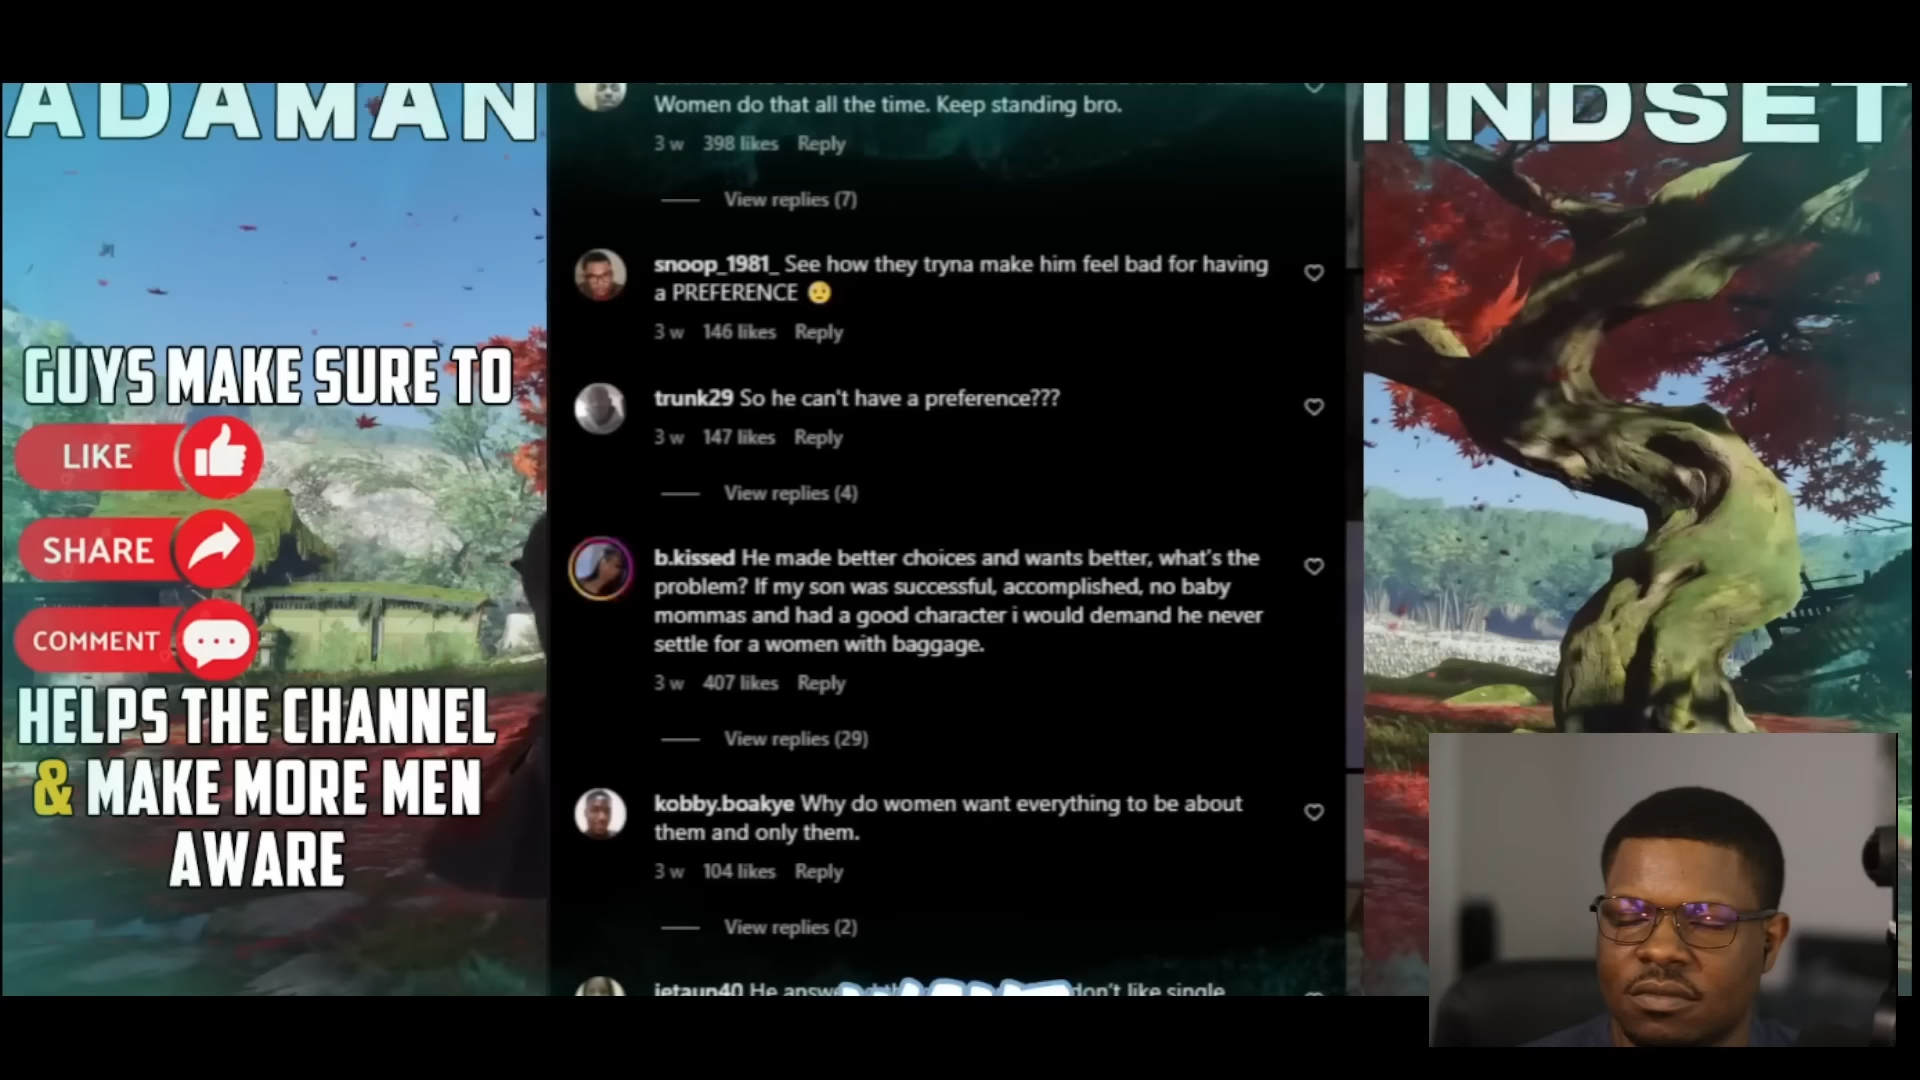 ADAMAN
MINDSET
GUYS MAKE SURE TO
LIKE
SHARE
COMMENT
HELPS THE CHANNEL
& MAKE MORE MEN
AWARE
Women do that all the time. Keep standing bro.
3 w 398 likes Reply
View replies (7)
snoop_1981_ See how they tryna make him feel bad for having
a PREFERENCE 🫤
3 w 146 likes Reply
trunk29 So he can't have a preference???
3 w 147 likes Reply
View replies (4)
b.kissed He made better choices and wants better, what's the
problem? If my son was successful, accomplished, no baby
mommas and had a good character i would demand he never
settle for a women with baggage.
3 w 407 likes Reply
View replies (29)
kobby.boakye Why do women want everything to be about
them and only them.
3 w 104 likes Reply
View replies (2)
jetaun40 He don't like single